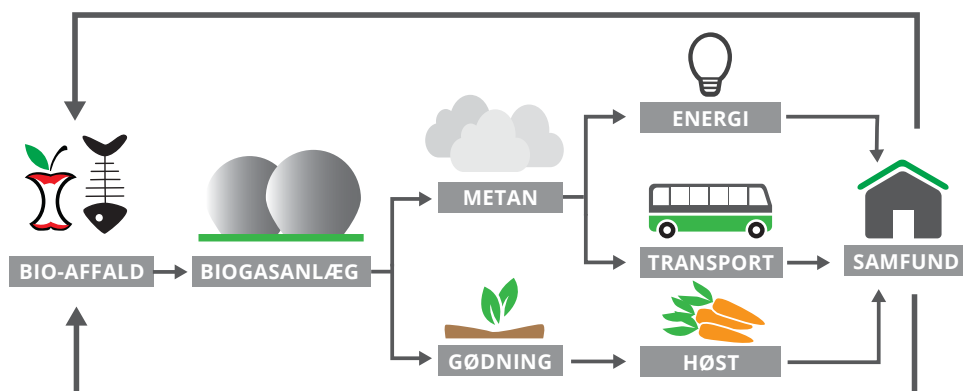 ENERGI
METAN
BIO-AFFALD
BIOGASANLÆG
TRANSPORT
SAMFUND
GØDNING
HØST